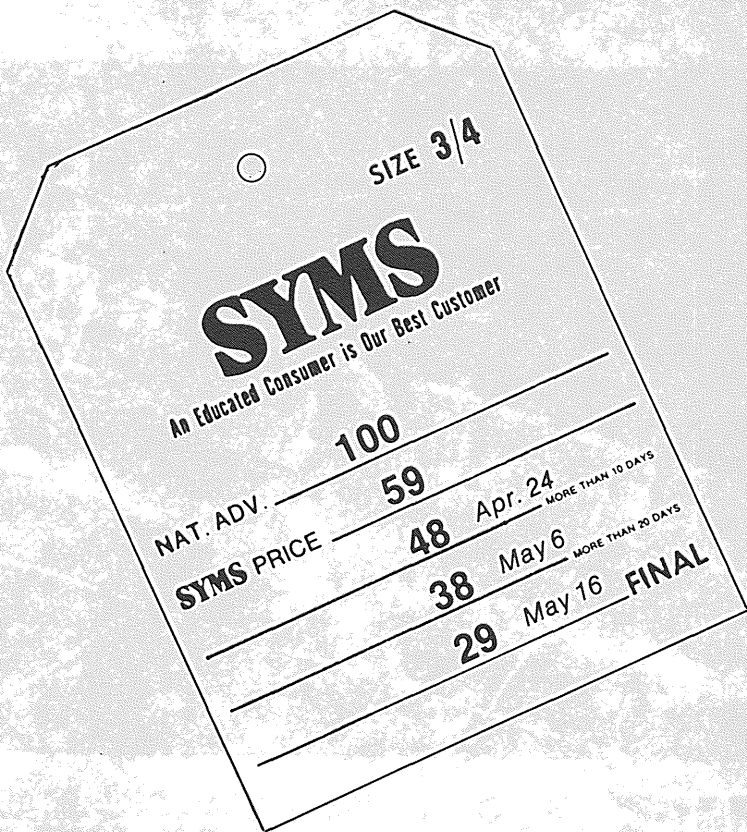 SIZE 3/4
SYMS
An Educated Consumer is Our Best Customer
NAT. ADV. 100
SYMS PRICE 59
48 Apr. 24 MORE THAN 10 DAYS
38 May 6 MORE THAN 20 DAYS
29 May 16 FINAL